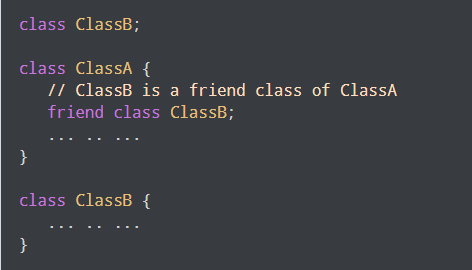 class ClassB;

class ClassA {
   // ClassB is a friend class of ClassA
   friend class ClassB;
   ... .. ...
}

class ClassB {
   ... .. ...
}